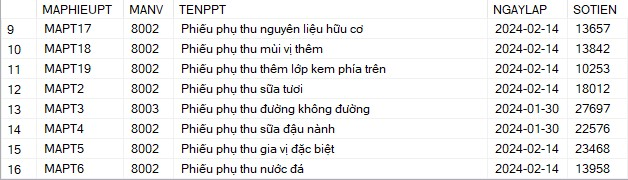 MAPHIEUPT MANV TENPPT NGAYLAP SOTIEN
9 MAPT17 8002 Phiếu phụ thu nguyên liệu hữu cơ 2024-02-14 13657
10 MAPT18 8002 Phiếu phụ thu mùi vị thêm 2024-02-14 13842
11 MAPT19 8002 Phiếu phụ thu thêm lớp kem phía trên 2024-02-14 10253
12 MAPT2 8002 Phiếu phụ thu sữa tươi 2024-02-14 18012
13 MAPT3 8003 Phiếu phụ thu đường không đường 2024-01-30 27697
14 MAPT4 8002 Phiếu phụ thu sữa đậu nành 2024-01-30 22576
15 MAPT5 8002 Phiếu phụ thu gia vị đặc biệt 2024-02-14 23468
16 MAPT6 8002 Phiếu phụ thu nước đá 2024-02-14 13958